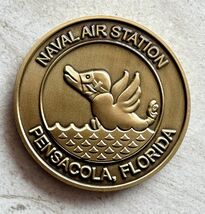 NAVAL AIR STATION
PENSACOLA, FLORIDA